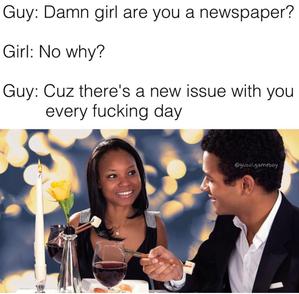 Guy: Damn girl are you a newspaper?
Girl: No why?
Guy: Cuz there's a new issue with you
every fucking day